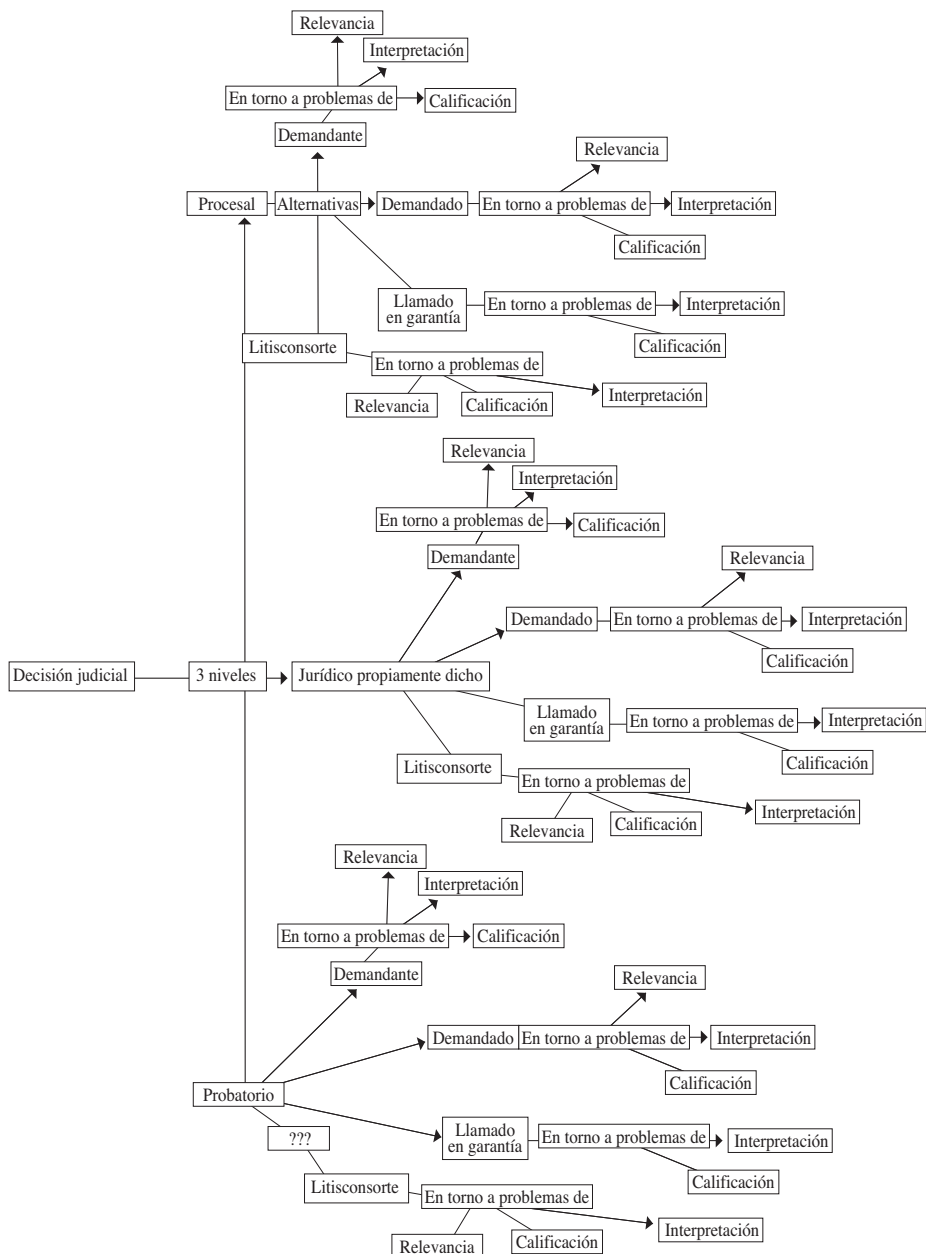 Relevancia
Interpretación
En torno a problemas de
Calificación
Demandante
Relevancia
Procesal
Alternativas
Demandado
En torno a problemas de
Interpretación
Calificación
Llamado
en garantía
En torno a problemas de
Interpretación
Calificación
Litisconsorte
En torno a problemas de
Interpretación
Relevancia
Calificación
Relevancia
Interpretación
En torno a problemas de
Calificación
Demandante
Relevancia
Demandado
En torno a problemas de
Interpretación
Calificación
Decisión judicial
3 niveles
Jurídico propiamente dicho
Llamado
en garantía
En torno a problemas de
Interpretación
Calificación
Litisconsorte
En torno a problemas de
Interpretación
Relevancia
Calificación
Relevancia
Interpretación
En torno a problemas de
Calificación
Demandante
Relevancia
Demandado
En torno a problemas de
Interpretación
Calificación
Probatorio
???
Llamado
en garantía
En torno a problemas de
Interpretación
Calificación
Litisconsorte
En torno a problemas de
Interpretación
Relevancia
Calificación